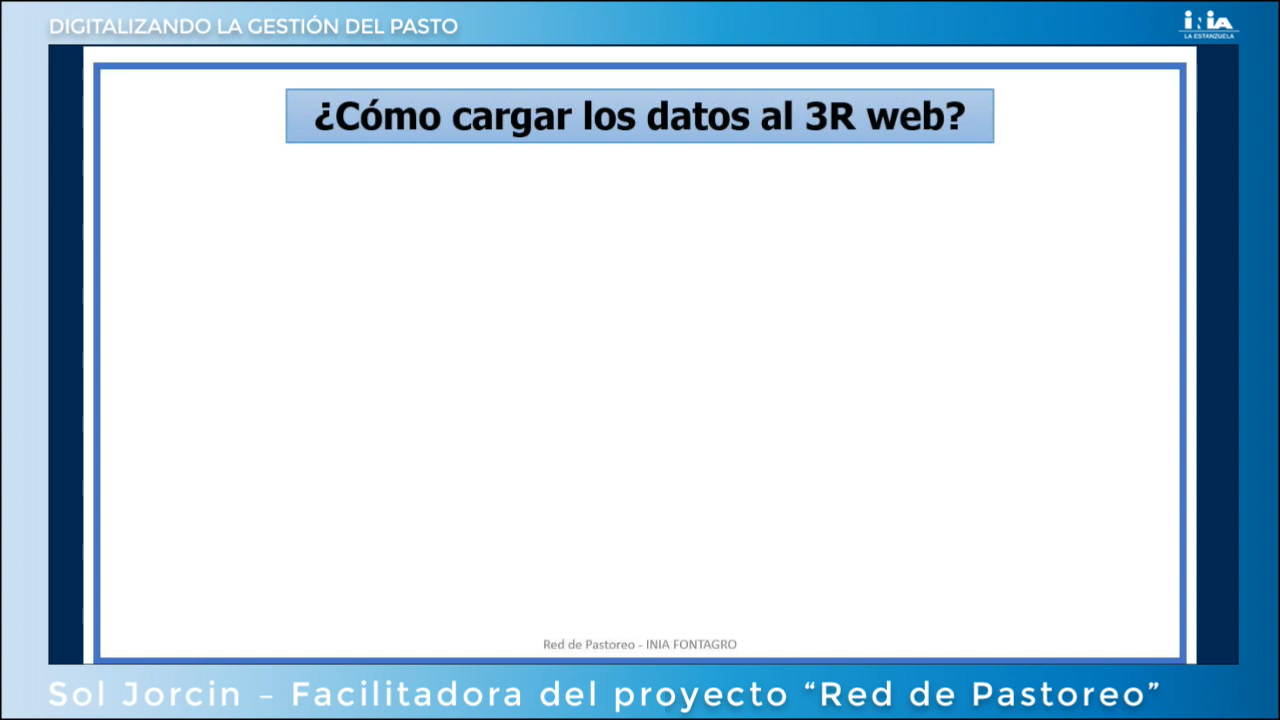 DIGITALIZANDO LA GESTIÓN DEL PASTO
INIA
LA ESTANZUELA
¿Cómo cargar los datos al 3R web?
Red de Pastoreo - INIA FONTAGRO
Sol Jorcin – Facilitadora del proyecto “Red de Pastoreo”